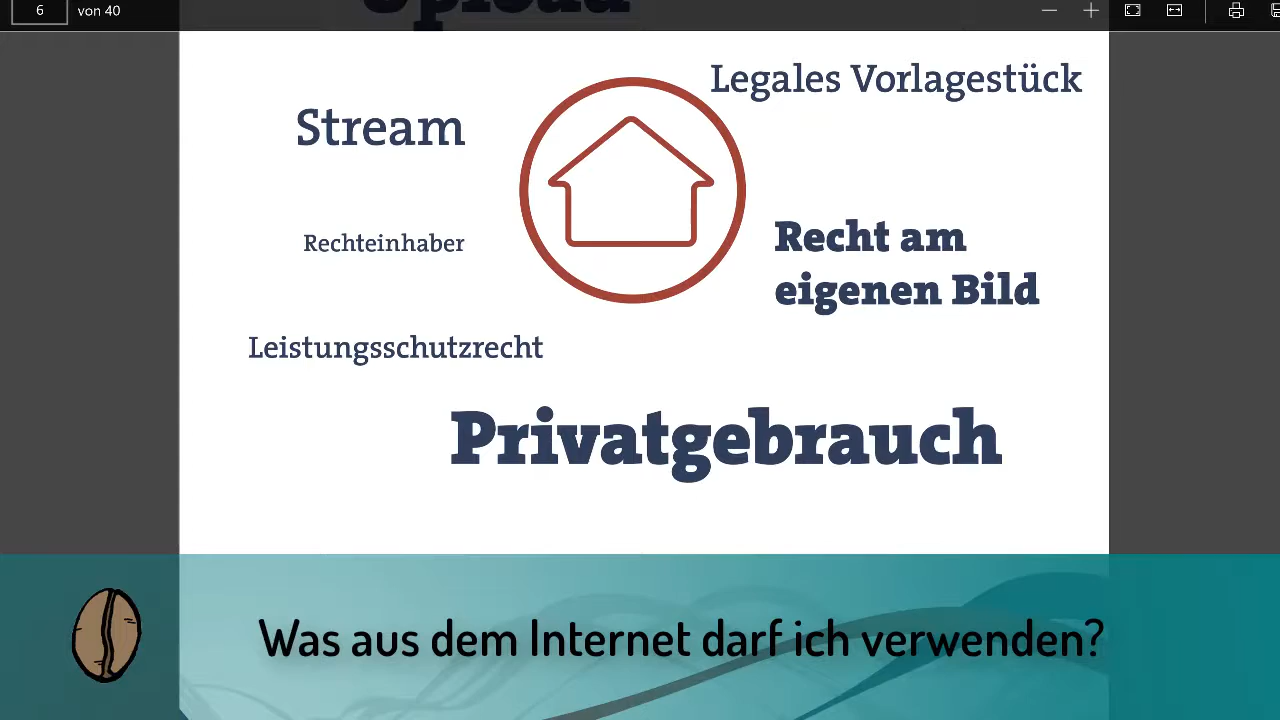 6 von 40
Upload
Legales Vorlagestück
Stream
Recht am
eigenen Bild
Rechteinhaber
Leistungsschutzrecht
Privatgebrauch
Was aus dem Internet darf ich verwenden?